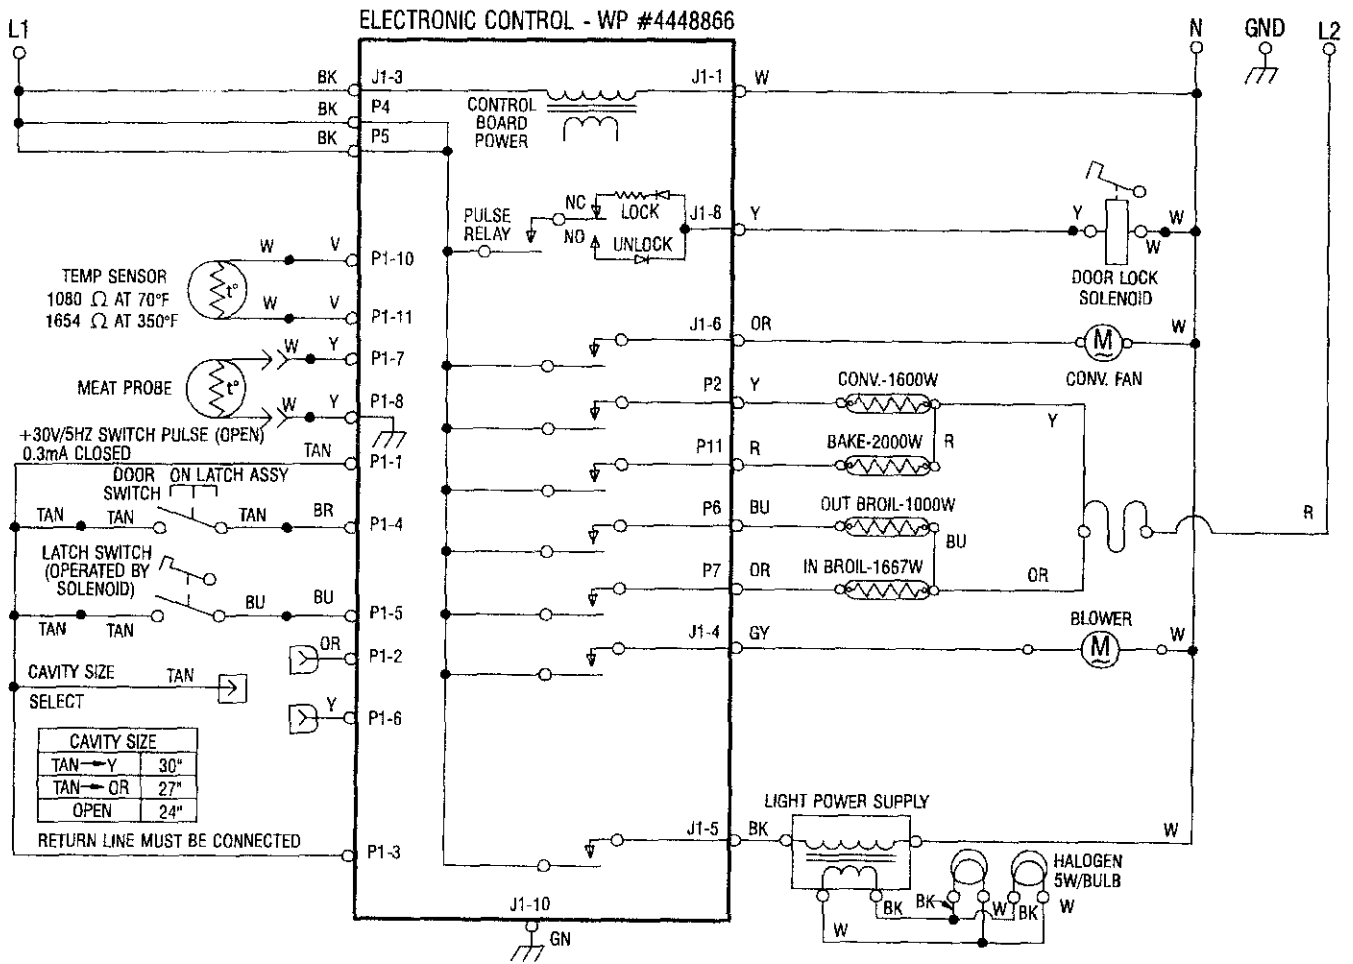 ELECTRONIC CONTROL - WP #4448866
L1
N
GND
L2
BK
J1-3
J1-1
W
BK
P4
CONTROL
BOARD
POWER
BK
P5
NC
LOCK
PULSE
RELAY
NO
UNLOCK
J1-8
Y
Y
W
W
DOOR LOCK
SOLENOID
W
V
P1-10
TEMP SENSOR
1080 Ω AT 70°F
1654 Ω AT 350°F
t°
W
V
P1-11
J1-6
OR
M
W
CONV. FAN
W
Y
P1-7
MEAT PROBE
t°
W
Y
P1-8
P2
Y
CONV.-1600W
Y
+30V/5HZ SWITCH PULSE (OPEN)
0.3mA CLOSED
TAN
P1-1
P11
R
BAKE-2000W
R
DOOR ON LATCH ASSY
SWITCH
TAN
TAN
TAN
BR
P1-4
P6
BU
OUT BROIL-1000W
BU
R
LATCH SWITCH
(OPERATED BY
SOLENOID)
TAN
TAN
BU
BU
P1-5
P7
OR
IN BROIL-1667W
OR
OR
P1-2
J1-4
GY
BLOWER
M
W
CAVITY SIZE
SELECT
TAN
Y
P1-6
CAVITY SIZE
TAN → Y 30"
TAN → OR 27"
OPEN 24"
RETURN LINE MUST BE CONNECTED
P1-3
LIGHT POWER SUPPLY
J1-5
BK
W
HALOGEN
5W/BULB
BK
BK
W
BK
W
W
J1-10
GN